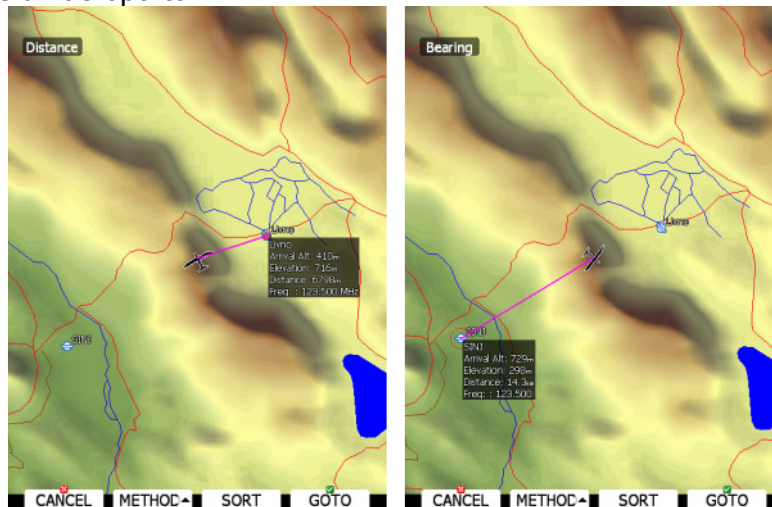 Distance
Livno
Livno
Arrival Alt: 410m
Elevation: 716m
Distance: 6798m
Freq: : 123.500 MHz
SINJ
CANCEL
METHOD
SORT
GOTO
Bearing
Livno
SINJ
SINJ
Arrival Alt: 729m
Elevation: 298m
Distance: 14.3km
Freq: : 123.500
CANCEL
METHOD
SORT
GOTO